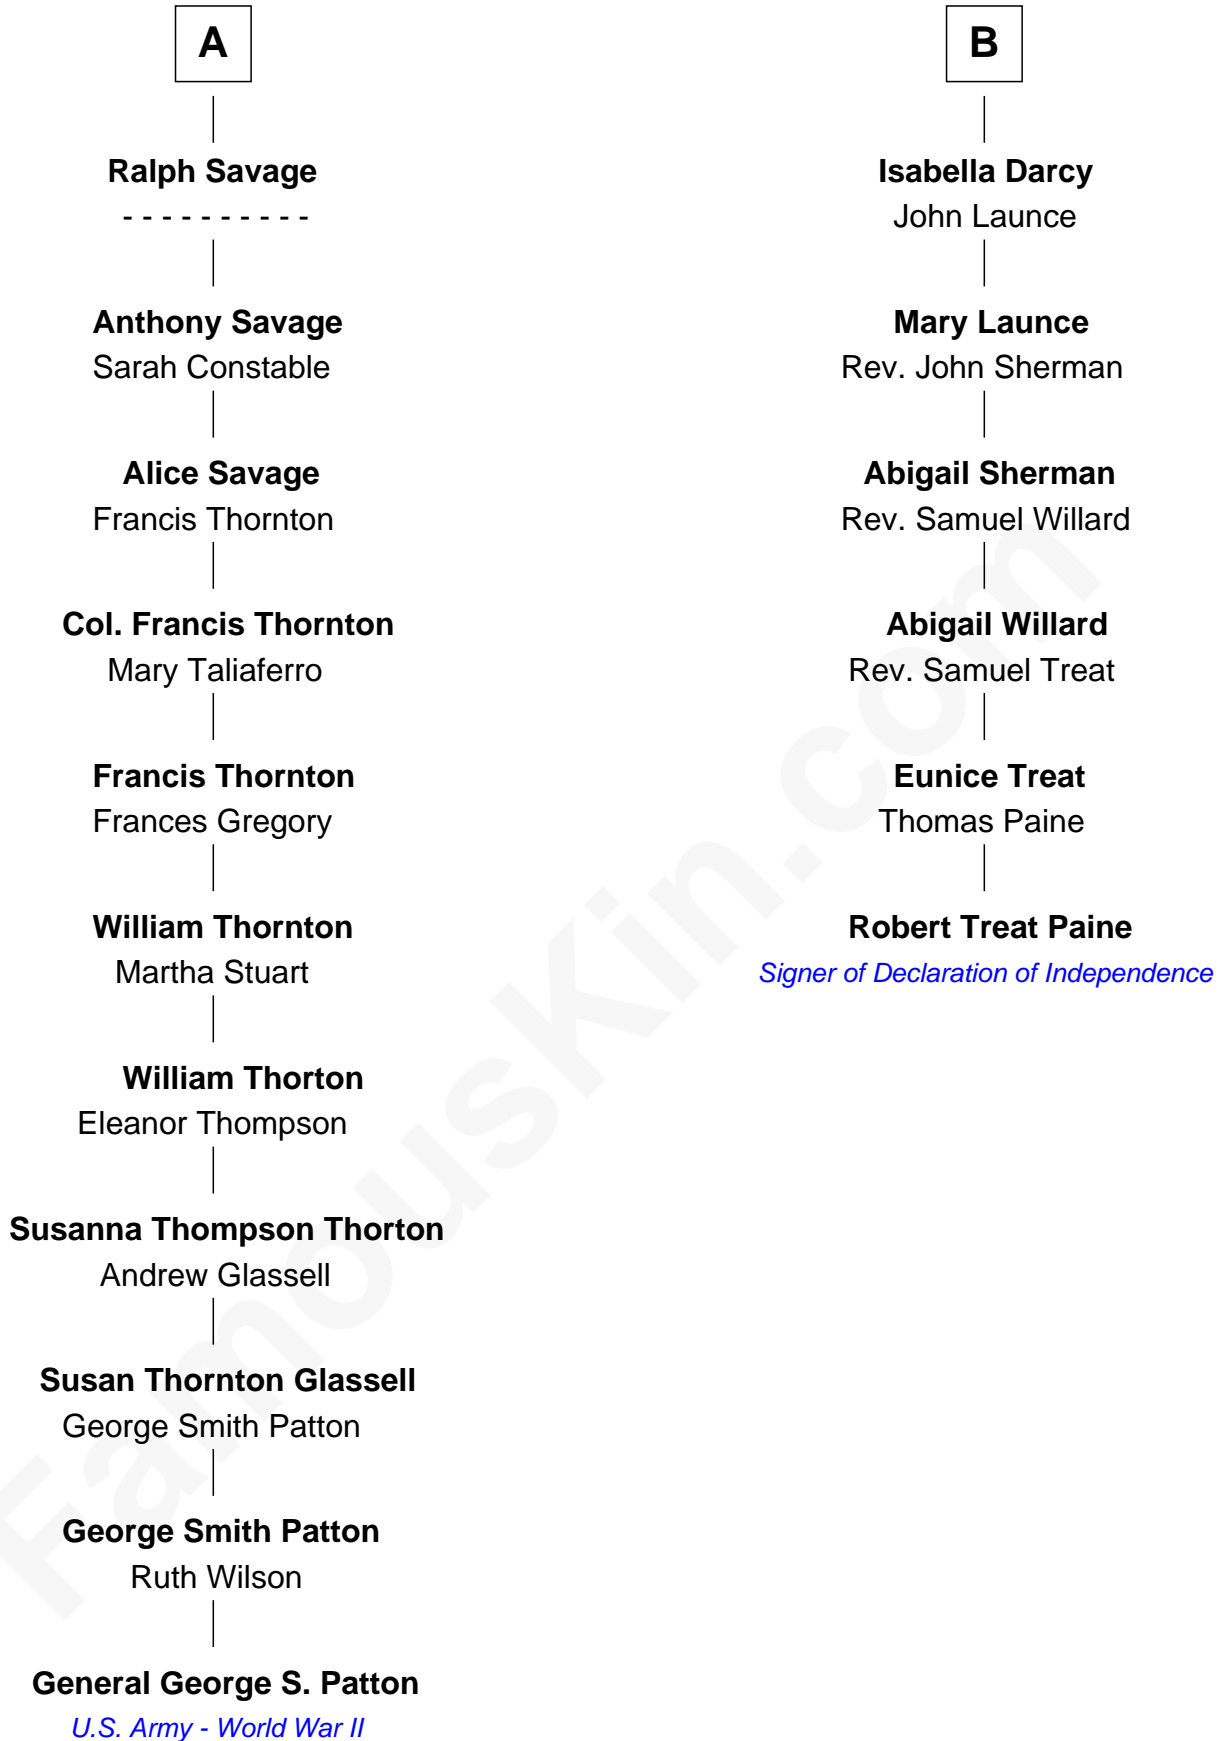 A
Ralph Savage
- - - - - - - - - -
Anthony Savage
Sarah Constable
Alice Savage
Francis Thornton
Col. Francis Thornton
Mary Taliaferro
Francis Thornton
Frances Gregory
William Thornton
Martha Stuart
William Thorton
Eleanor Thompson
Susanna Thompson Thorton
Andrew Glassell
Susan Thornton Glassell
George Smith Patton
George Smith Patton
Ruth Wilson
General George S. Patton
U.S. Army - World War II
B
Isabella Darcy
John Launce
Mary Launce
Rev. John Sherman
Abigail Sherman
Rev. Samuel Willard
Abigail Willard
Rev. Samuel Treat
Eunice Treat
Thomas Paine
Robert Treat Paine
Signer of Declaration of Independence
FamousKin.com